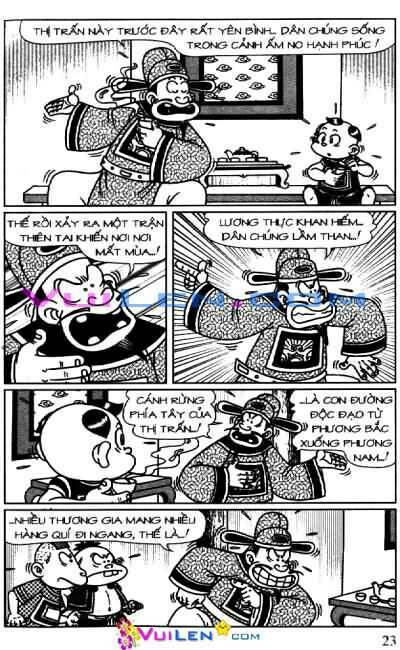 THỊ TRẤN NÀY TRƯỚC ĐÂY RẤT YÊN BÌNH... DÂN CHÚNG SỐNG
TRONG CẢNH ẤM NO HẠNH PHÚC !
THẾ RỒI XẢY RA MỘT TRẬN
THIÊN TAI KHIẾN NƠI NƠI
MẤT MÙA...!
LƯƠNG THỰC KHAN HIẾM...
DÂN CHÚNG LẦM THAN...!
VUILEN.COM
CÁNH RỪNG
PHÍA TÂY CỦA
THỊ TRẤN..!
...LÀ CON ĐƯỜNG
ĐỘC ĐẠO TỪ
PHƯƠNG BẮC
XUỐNG PHƯƠNG
NAM...!
...NHIỀU THƯƠNG GIA MANG NHIỀU
HÀNG QUÍ ĐI NGANG, THẾ LÀ...!
23
VUILEN.COM